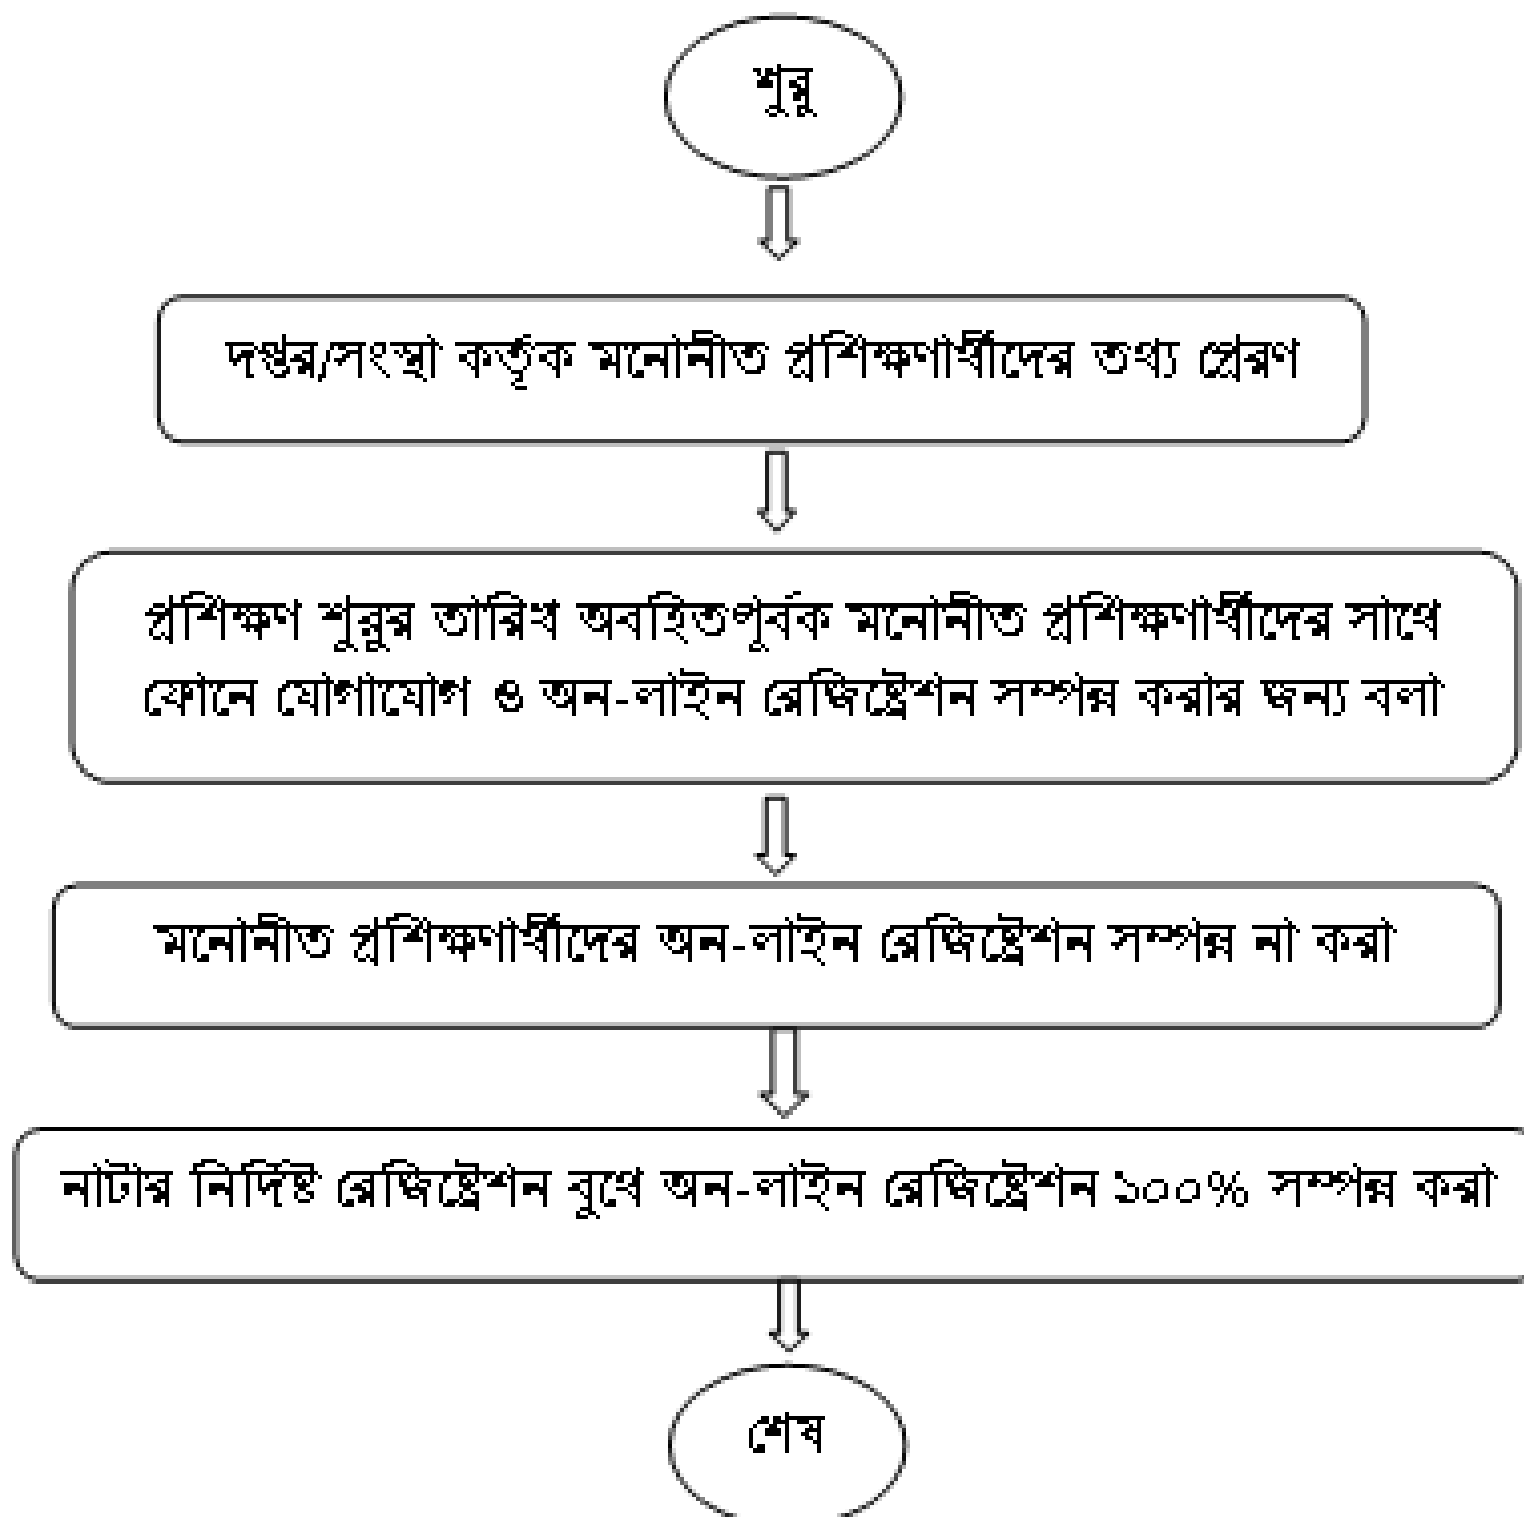 শুরু
দপ্তর/সংস্থা কর্তৃক মনোনীত প্রশিক্ষণার্থীদের তথ্য প্রেরণ
প্রশিক্ষণ শুরুর তারিখ অবহিতপূর্বক মনোনীত প্রশিক্ষণার্থীদের সাথে
ফোনে যোগাযোগ ও অন-লাইন রেজিষ্ট্রেশন সম্পন্ন করার জন্য বলা
মনোনীত প্রশিক্ষণার্থীদের অন-লাইন রেজিষ্ট্রেশন সম্পন্ন না করা
নাটার নির্দিষ্ট রেজিষ্ট্রেশন বুথে অন-লাইন রেজিষ্ট্রেশন ১০০% সম্পন্ন করা
শেষ